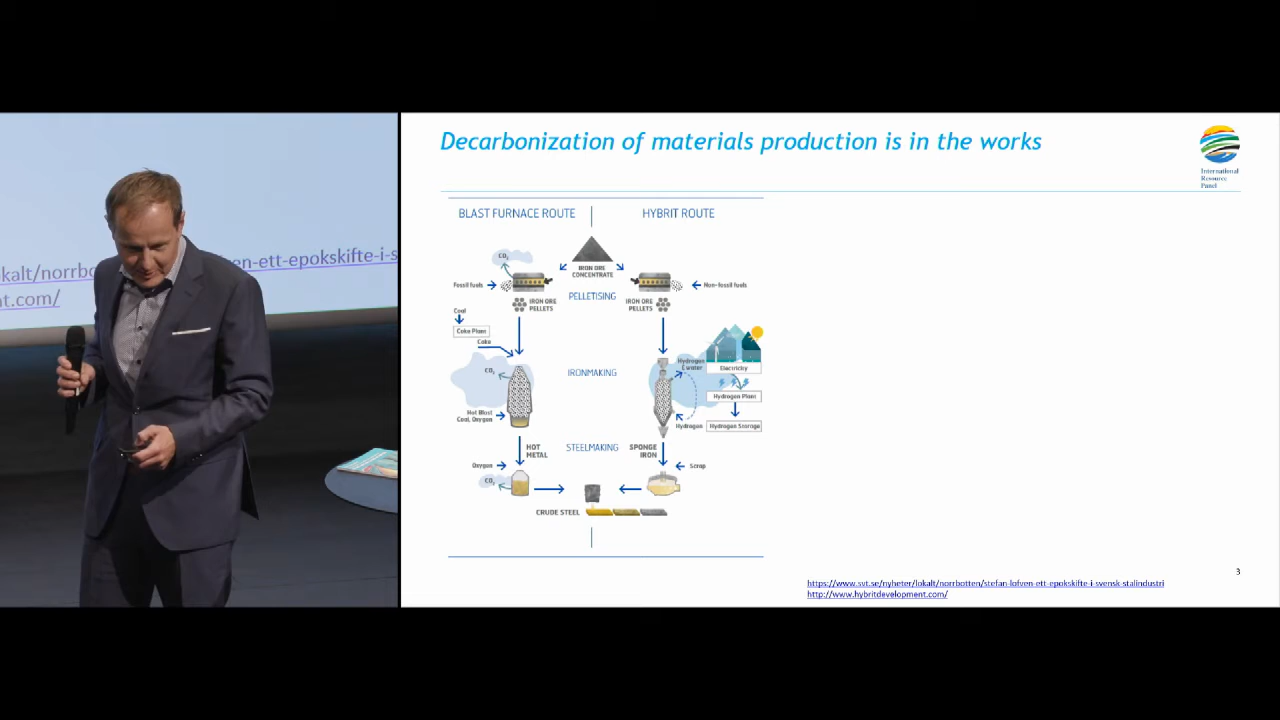 Decarbonization of materials production is in the works
International
Resource
Panel
BLAST FURNACE ROUTE
HYBRIT ROUTE
CO₂
IRON ORE
CONCENTRATE
Fossil fuels
Non-fossil fuels
PELLETISING
IRON ORE
PELLETS
IRON ORE
PELLETS
Coal
Coke Plant
Coke
CO₂
IRONMAKING
Hydrogen
& water
Electricity
Hydrogen Plant
Hot Blast
Coal, Oxygen
Hydrogen
Hydrogen Storage
HOT
METAL
STEELMAKING
SPONGE
IRON
Oxygen
Scrap
CO₂
CRUDE STEEL
3
https://www.svt.se/nyheter/lokalt/norrbotten/stefan-lofven-ett-epokskifte-i-svensk-stalindustri
http://www.hybritdevelopment.com/
okalt/norrbo
ven-ett-epokskifte-i-s
nt.com/